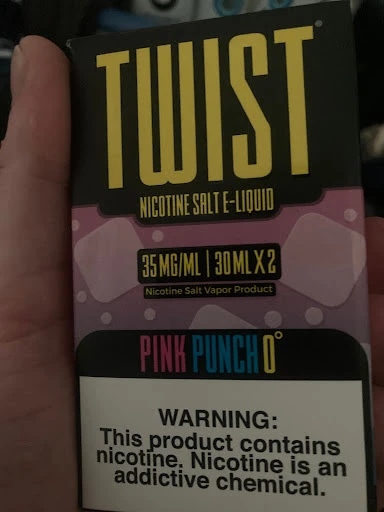 TWIST
NICOTINE SALT E-LIQUID
35MG/ML | 30ML X 2
Nicotine Salt Vapor Product
PINK PUNCH 0°
WARNING:
This product contains
nicotine. Nicotine is an
addictive chemical.